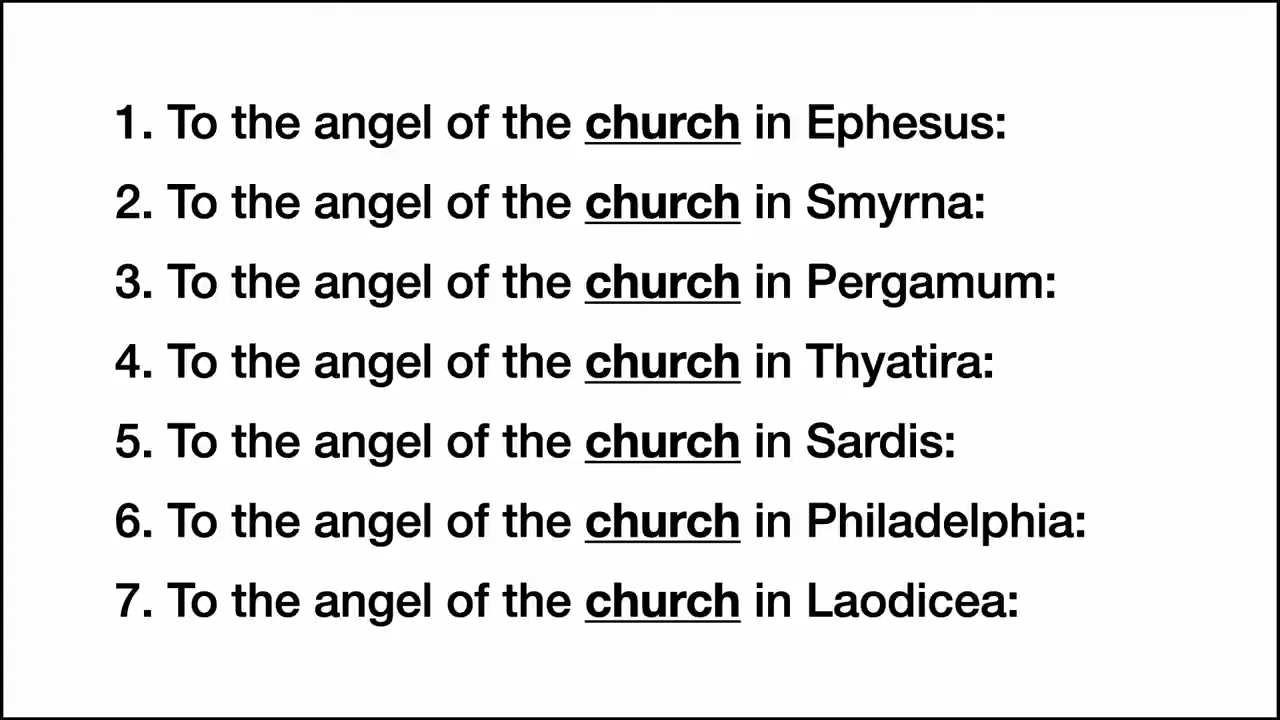 1. To the angel of the church in Ephesus:
2. To the angel of the church in Smyrna:
3. To the angel of the church in Pergamum:
4. To the angel of the church in Thyatira:
5. To the angel of the church in Sardis:
6. To the angel of the church in Philadelphia:
7. To the angel of the church in Laodicea: